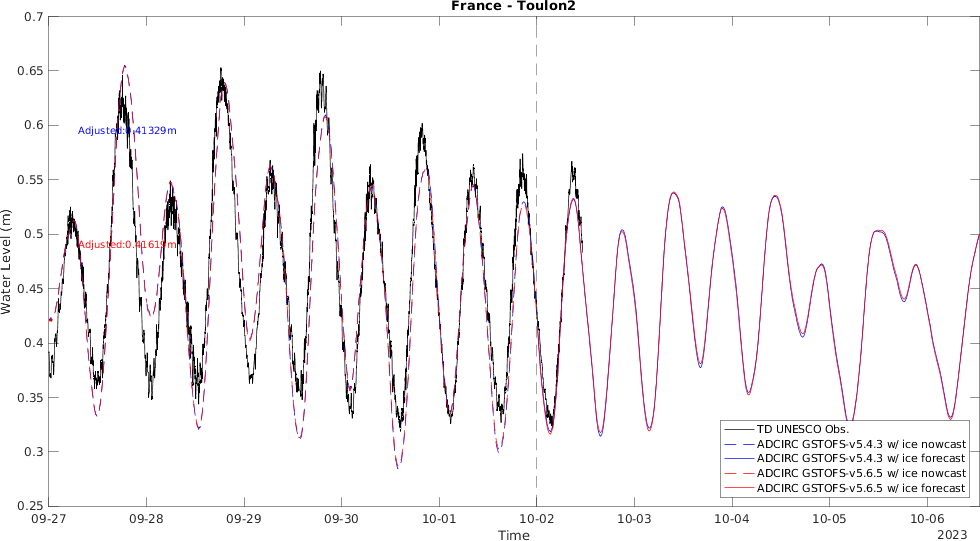 France - Toulon2
0.7
0.65
0.6
0.55
0.5
0.45
0.4
0.35
0.3
0.25
Water Level (m)
Adjusted:0.41329m
Adjusted:0.41619m
TD UNESCO Obs.
ADCIRC GSTOFS-v5.4.3 w/ ice nowcast
ADCIRC GSTOFS-v5.4.3 w/ ice forecast
ADCIRC GSTOFS-v5.6.5 w/ ice nowcast
ADCIRC GSTOFS-v5.6.5 w/ ice forecast
09-27 09-28 09-29 09-30 10-01 10-02 10-03 10-04 10-05 10-06
Time
2023